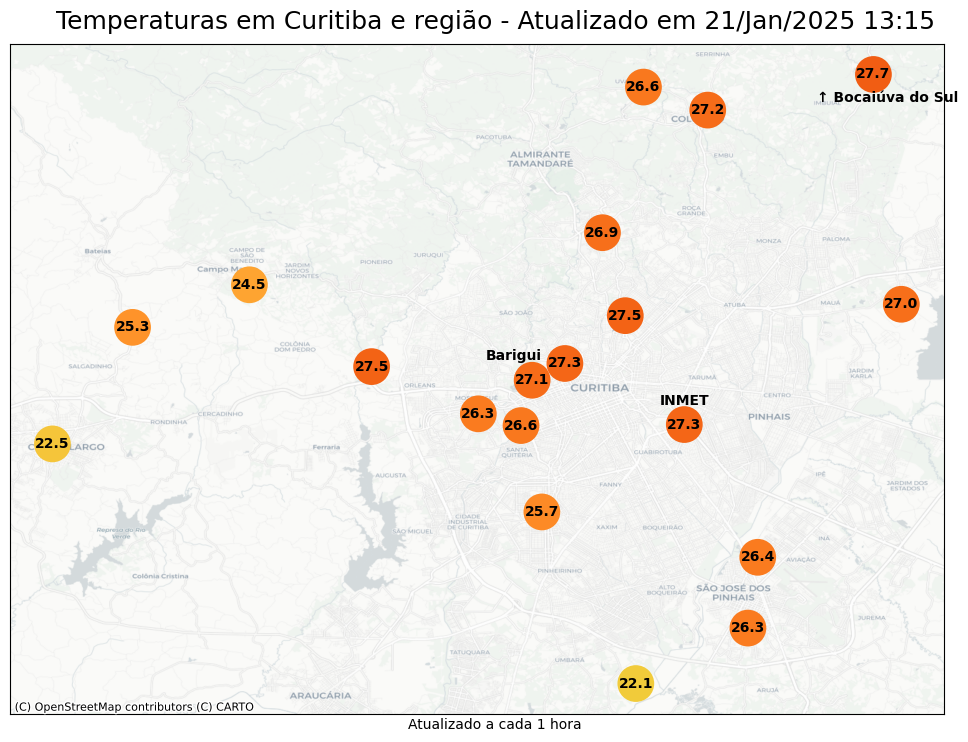 Temperaturas em Curitiba e região - Atualizado em 21/Jan/2025 13:15
SERRINHA
27.7
26.6
↑ Bocaiúva do Sul
27.2
PACOTUBA
ALMIRANTE
TAMANDARÉ
EMBU
ROÇA
GRANDE
26.9
MONZA
PALOMA
Bateias
CAMPO DE
SÃO
BENEDITO
JURUQUI
PIONEIRO
JARDIM
NOVOS
HORIZONTES
24.5
27.0
MAUÁ
ATUBA
SÃO JOÃO
27.5
25.3
COLÔNIA
DOM PEDRO
Barigui
27.3
SALGADINHO
27.5
27.1
JARDIM
KARLA
TARUMÃ
ORLEANS
CURITIBA
CENTRO
INMET
26.3
CERCADINHO
RONDINHA
PINHAIS
26.6
27.3
22.5
Ferraria
SANTA
QUITÉRIA
GUABIROTUBA
AUGUSTA
IPÊ
FANNY
JARDIM DOS
ESTADOS I
25.7
CIDADE
INDUSTRIAL
DE CURITIBA
SÃO MIGUEL
XAXIM
BOQUEIRÃO
Represa do Rio
Verde
INÁ
26.4
AVIAÇÃO
PINHEIRINHO
Colônia Cristina
ALTO
BOQUEIRÃO
SÃO JOSÉ DOS
PINHAIS
JUREMA
26.3
TATUQUARA
UMBARÁ
22.1
ARUJÁ
ARAUCÁRIA
(C) OpenStreetMap contributors (C) CARTO
Atualizado a cada 1 hora